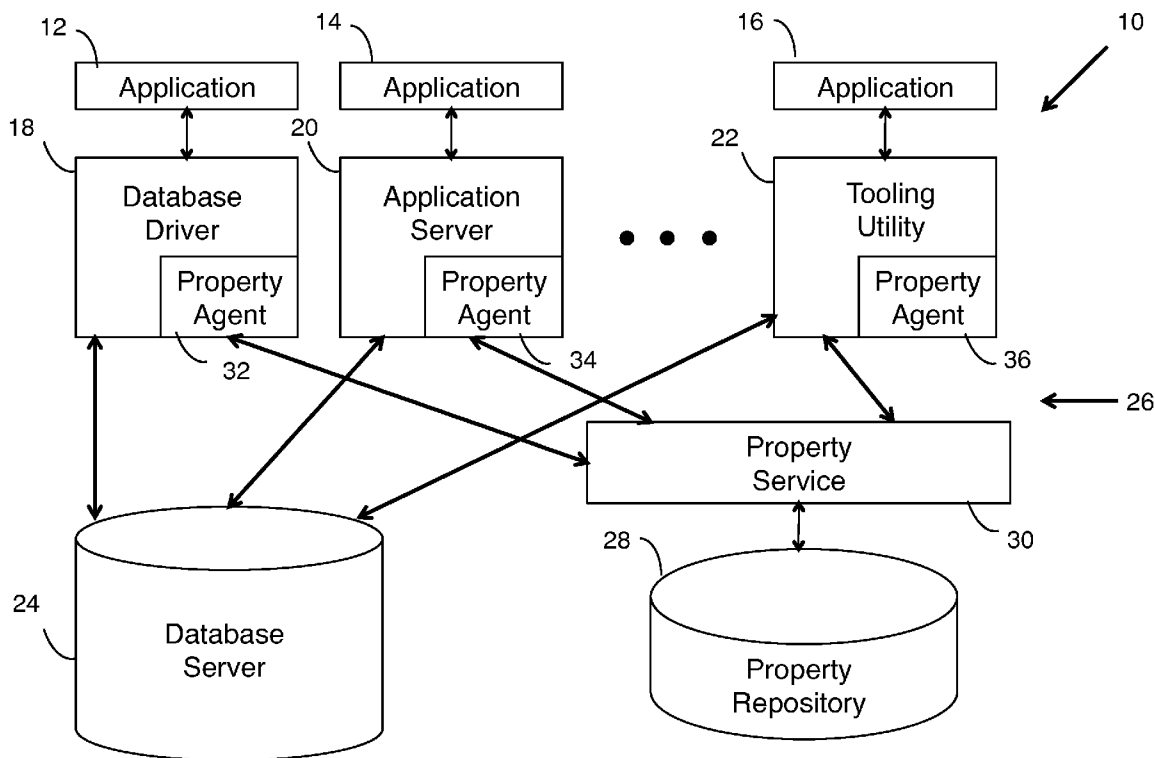 12
14
16
10
Application
Application
Application
18
20
22
Database
Driver
Application
Server
Tooling
Utility
Property
Agent
Property
Agent
Property
Agent
32
34
36
26
Property
Service
30
28
24
Database
Server
Property
Repository